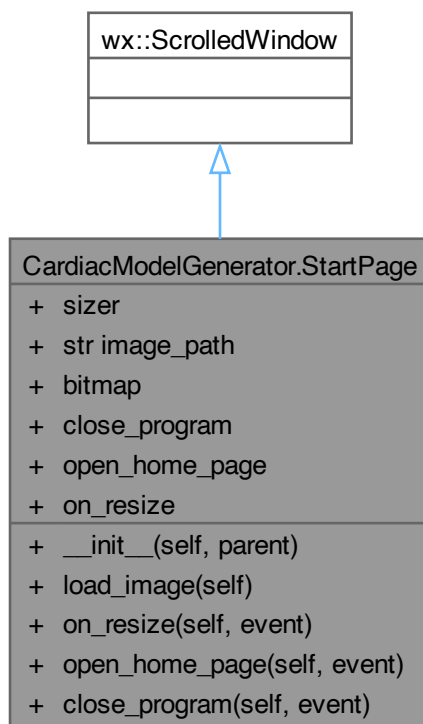 wx::ScrolledWindow
CardiacModelGenerator.StartPage
+ sizer
+ str image_path
+ bitmap
+ close_program
+ open_home_page
+ on_resize
+ __init__(self, parent)
+ load_image(self)
+ on_resize(self, event)
+ open_home_page(self, event)
+ close_program(self, event)